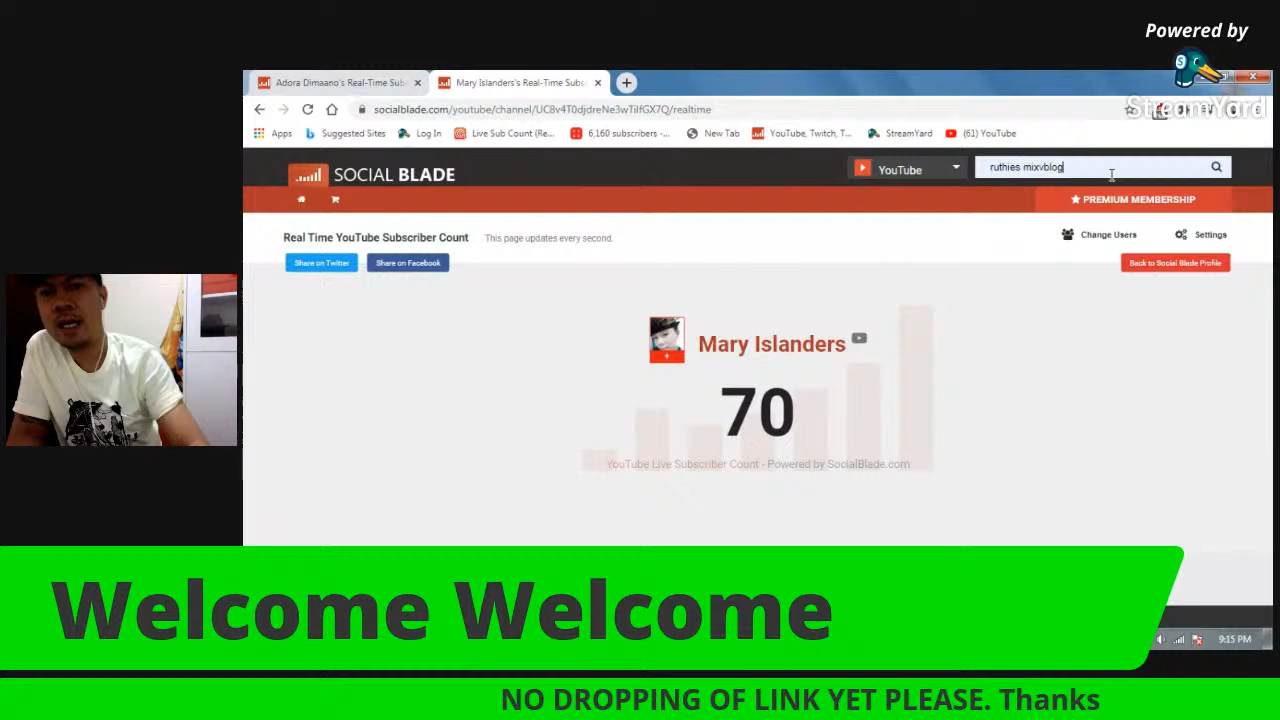 Powered by
StreamYard
Adora Dimaano's Real-Time Sub
Mary Islanders's Real-Time Subs
socialblade.com/youtube/channel/UC8v4T0djdreNe3wTilfGX7Q/realtime
Apps
Suggested Sites
Log In
Live Sub Count (Re...
6,160 subscribers -...
New Tab
YouTube, Twitch, T...
StreamYard
(61) YouTube
SOCIAL BLADE
YouTube
ruthies mixvblog
PREMIUM MEMBERSHIP
Real Time YouTube Subscriber Count
This page updates every second.
Change Users
Settings
Share on Twitter
Share on Facebook
Back to Social Blade Profile
Mary Islanders
70
YouTube Live Subscriber Count - Powered by SocialBlade.com
Welcome Welcome
9:15 PM
NO DROPPING OF LINK YET PLEASE. Thanks